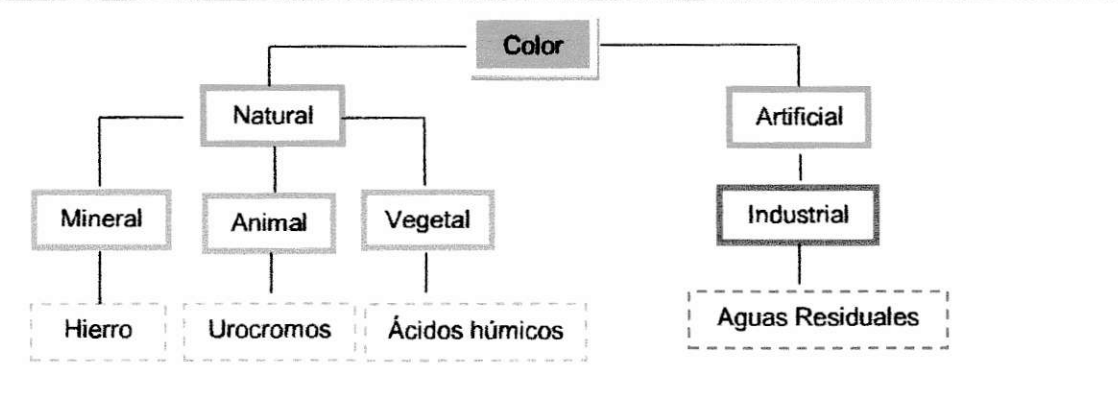 Color
Natural
Artificial
Mineral
Animal
Vegetal
Industrial
Hierro
Urocromos
Ácidos húmicos
Aguas Residuales